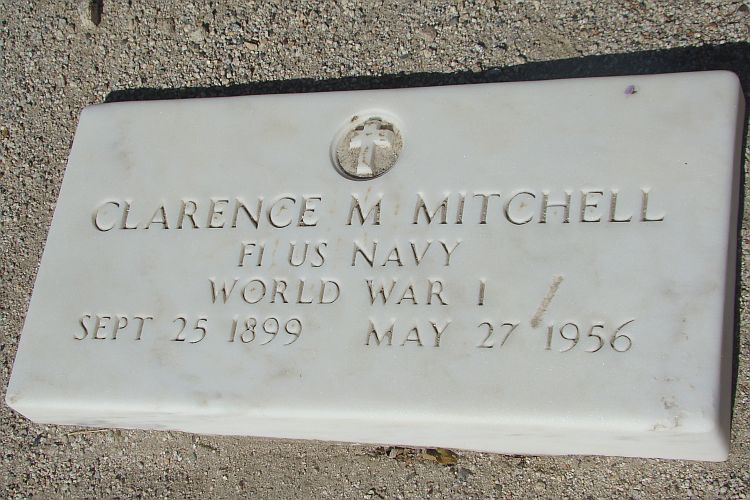 CLARENCE M MITCHELL
F1 US NAVY
WORLD WAR I
SEPT 25 1899 MAY 27 1956